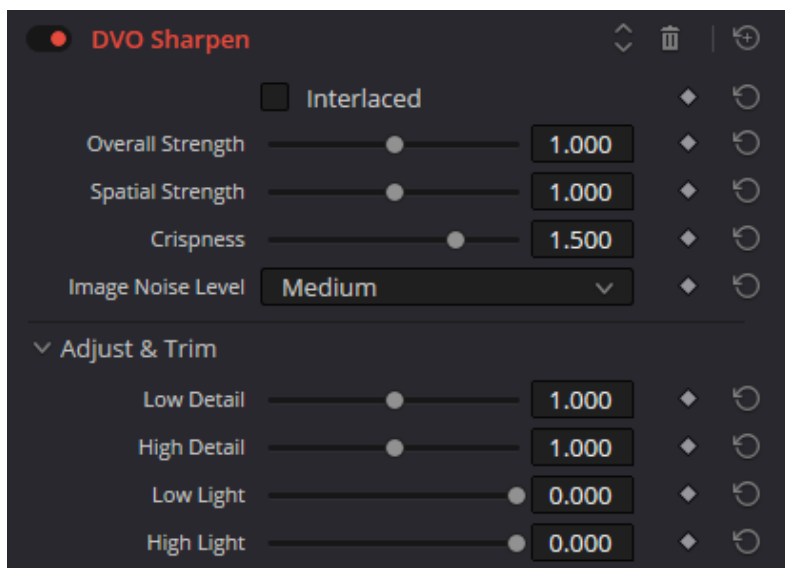 DVO Sharpen
Interlaced
Overall Strength 1.000
Spatial Strength 1.000
Crispness 1.500
Image Noise Level Medium
Adjust & Trim
Low Detail 1.000
High Detail 1.000
Low Light 0.000
High Light 0.000